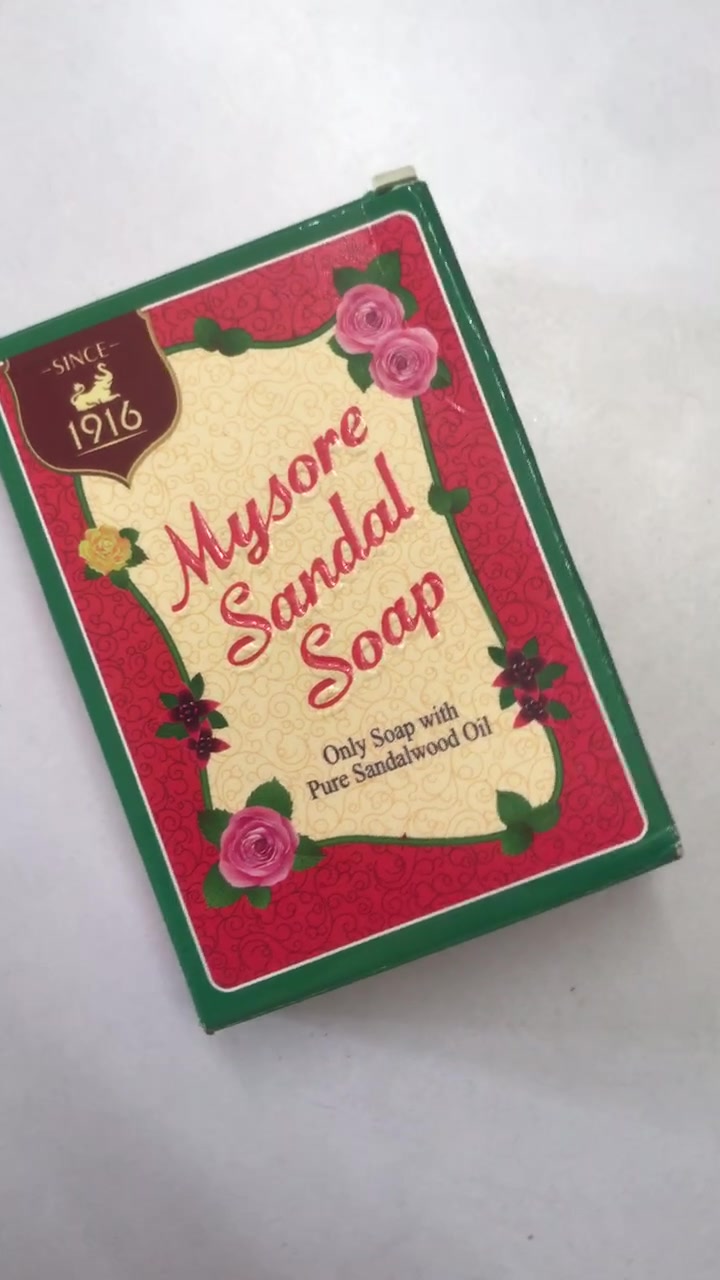 -SINCE-
1916
Mysore
Sandal
Soap
Only Soap with
Pure Sandalwood Oil